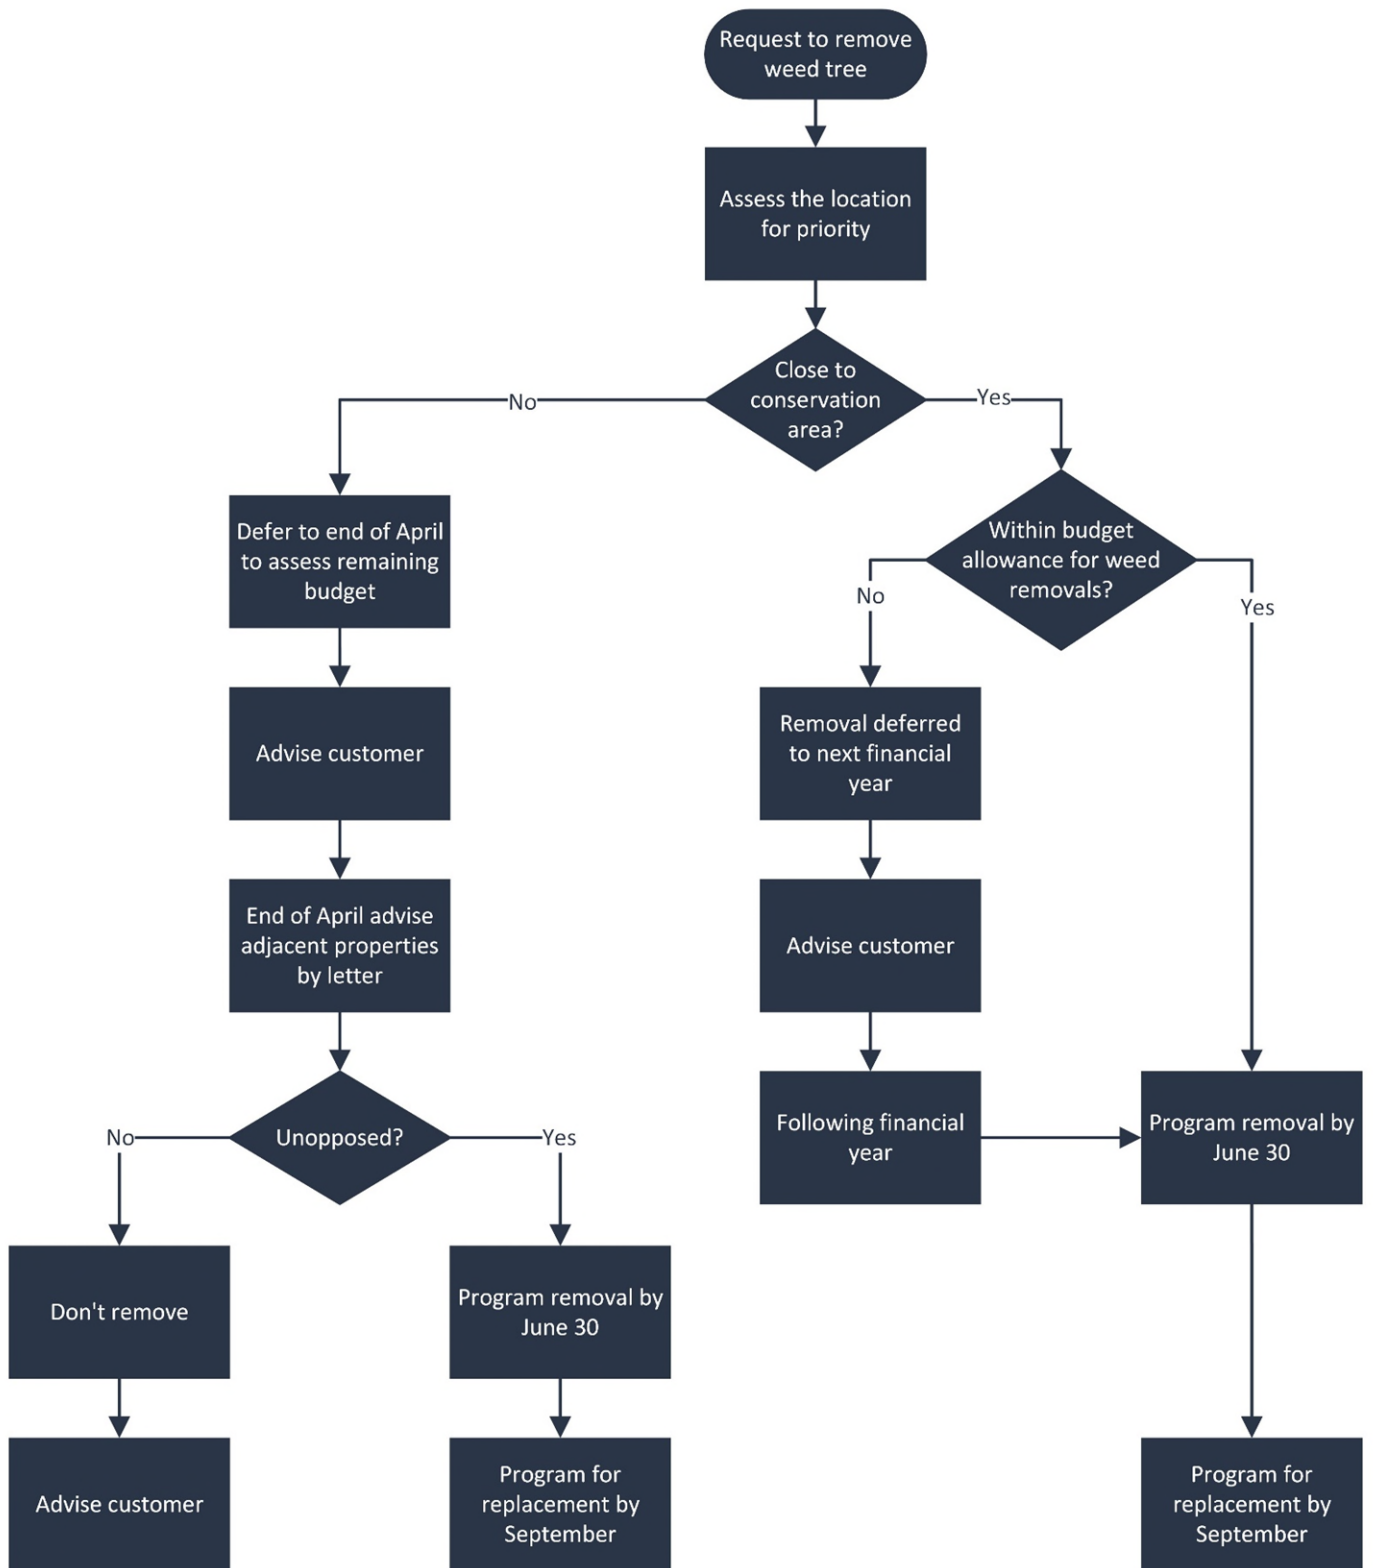 Request to remove
weed tree
Assess the location
for priority
Close to
conservation
area?
No
Yes
Defer to end of April
to assess remaining
budget
Within budget
allowance for weed
removals?
No
Yes
Advise customer
Removal deferred
to next financial
year
End of April advise
adjacent properties
by letter
Advise customer
Unopposed?
No
Yes
Following financial
year
Program removal by
June 30
Don't remove
Program removal by
June 30
Advise customer
Program for
replacement by
September
Program for
replacement by
September